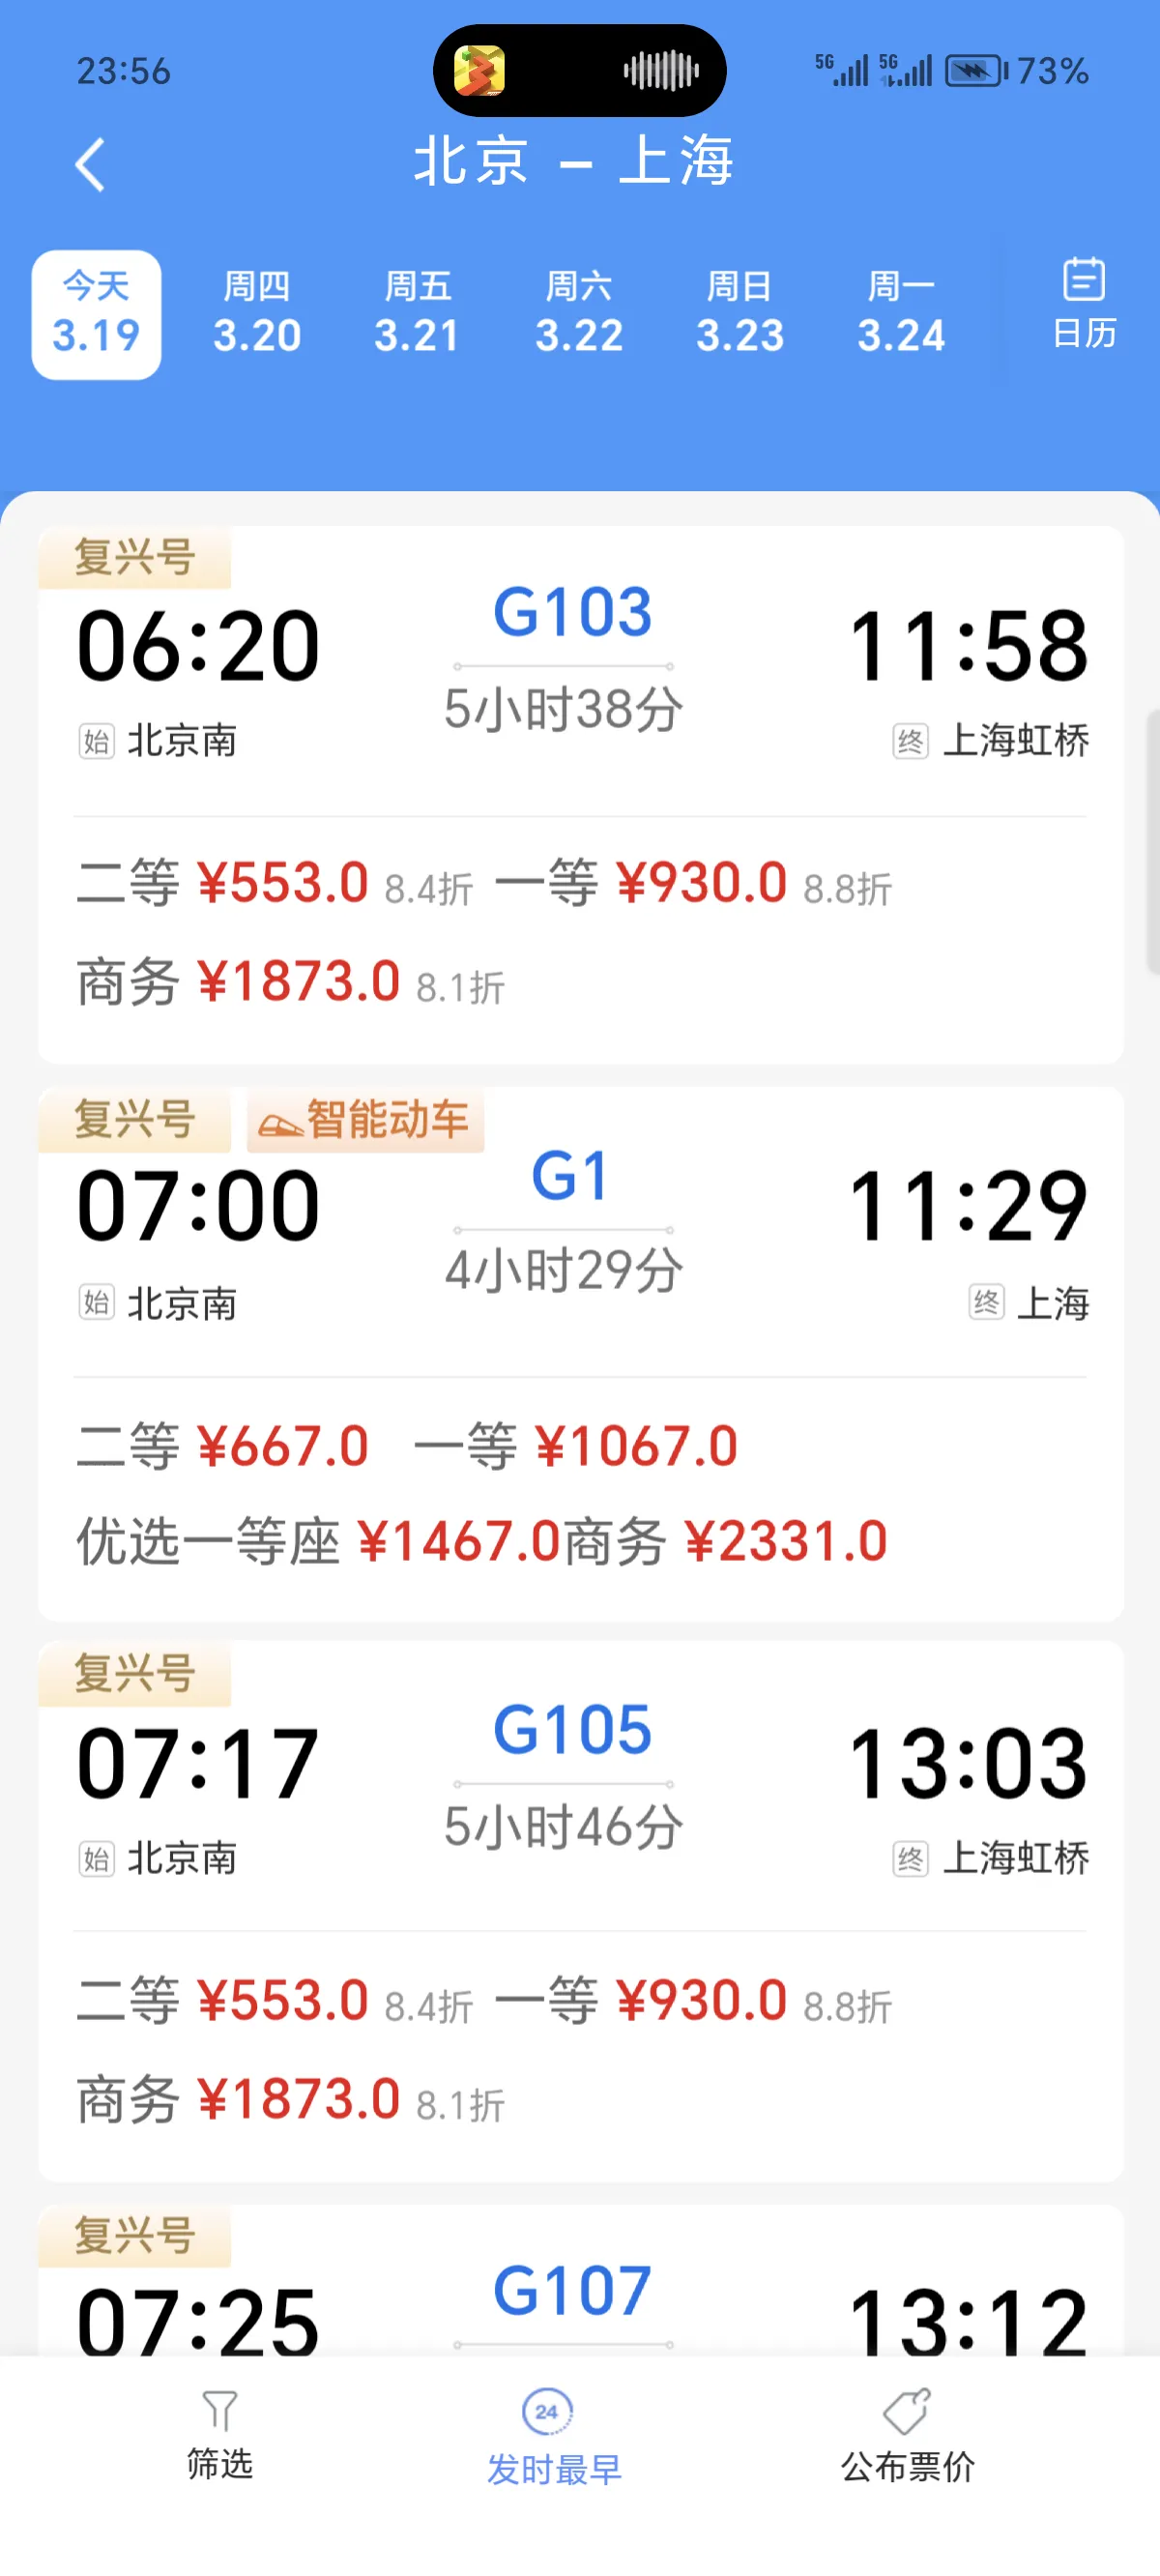 23:56 5G 5G 73%
北京 – 上海
今天 周四 周五 周六 周日 周一
3.19 3.20 3.21 3.22 3.23 3.24 日历
复兴号
06:20 G103 11:58
5小时38分
始 北京南 终 上海虹桥
二等 ¥553.0 8.4折 一等 ¥930.0 8.8折
商务 ¥1873.0 8.1折
复兴号 智能动车
07:00 G1 11:29
4小时29分
始 北京南 终 上海
二等 ¥667.0 一等 ¥1067.0
优选一等座 ¥1467.0商务 ¥2331.0
复兴号
07:17 G105 13:03
5小时46分
始 北京南 终 上海虹桥
二等 ¥553.0 8.4折 一等 ¥930.0 8.8折
商务 ¥1873.0 8.1折
复兴号
07:25 G107 13:12
24
筛选 发时最早 公布票价